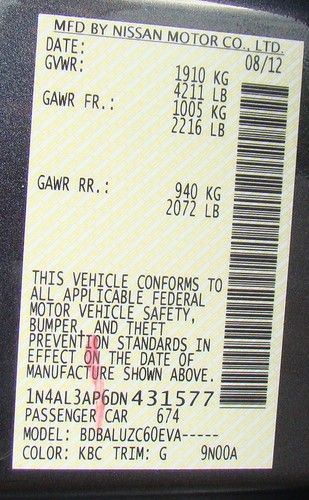 MFD BY NISSAN MOTOR CO., LTD.
DATE: 08/12
GVWR: 1910 KG
4211 LB
GAWR FR.: 1005 KG
2216 LB
GAWR RR.: 940 KG
2072 LB
THIS VEHICLE CONFORMS TO
ALL APPLICABLE FEDERAL
MOTOR VEHICLE SAFETY,
BUMPER, AND THEFT
PREVENTION STANDARDS IN
EFFECT ON THE DATE OF
MANUFACTURE SHOWN ABOVE.
1N4AL3AP6DN431577
PASSENGER CAR 674
MODEL: BDBALUZC60EVA-----
COLOR: KBC TRIM: G 9N00A